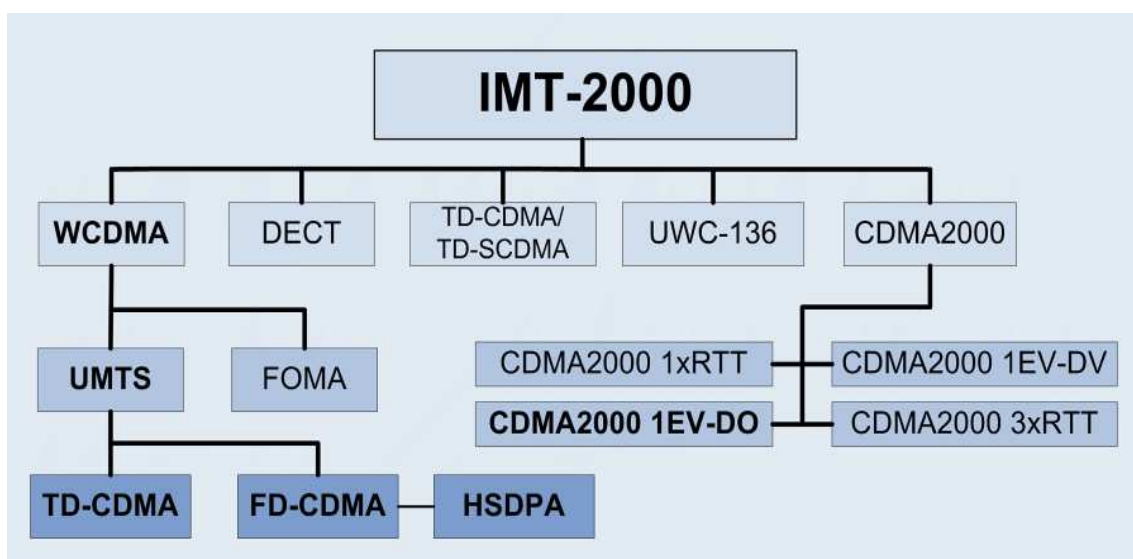 IMT-2000
WCDMA
DECT
TD-CDMA/
TD-SCDMA
UWC-136
CDMA2000
UMTS
FOMA
CDMA2000 1xRTT
CDMA2000 1EV-DV
CDMA2000 1EV-DO
CDMA2000 3xRTT
TD-CDMA
FD-CDMA
HSDPA